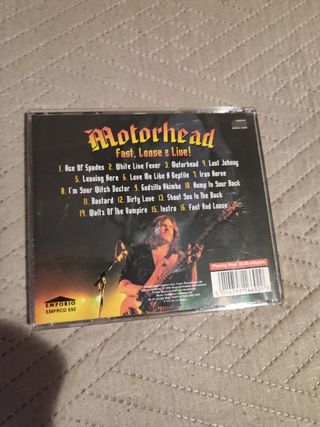 Motorhead
Fast, Loose & Live!
1. Ace Of Spades 2. White Line Fever 3. Motorhead 4. Lost Johnny
5. Leaving Here 6. Love Me Like A Reptile 7. Iron Horse
8. I'm Your Witch Doctor 9. Godzilla Akimbo 10. Hump In Your Back
11. Bastard 12. Dirty Love 13. Shoot You In The Back
14. Waltz Of The Vampire 15. Instro 16. Fast And Loose
EMPORIO
EMPRCD 692
Playing time: